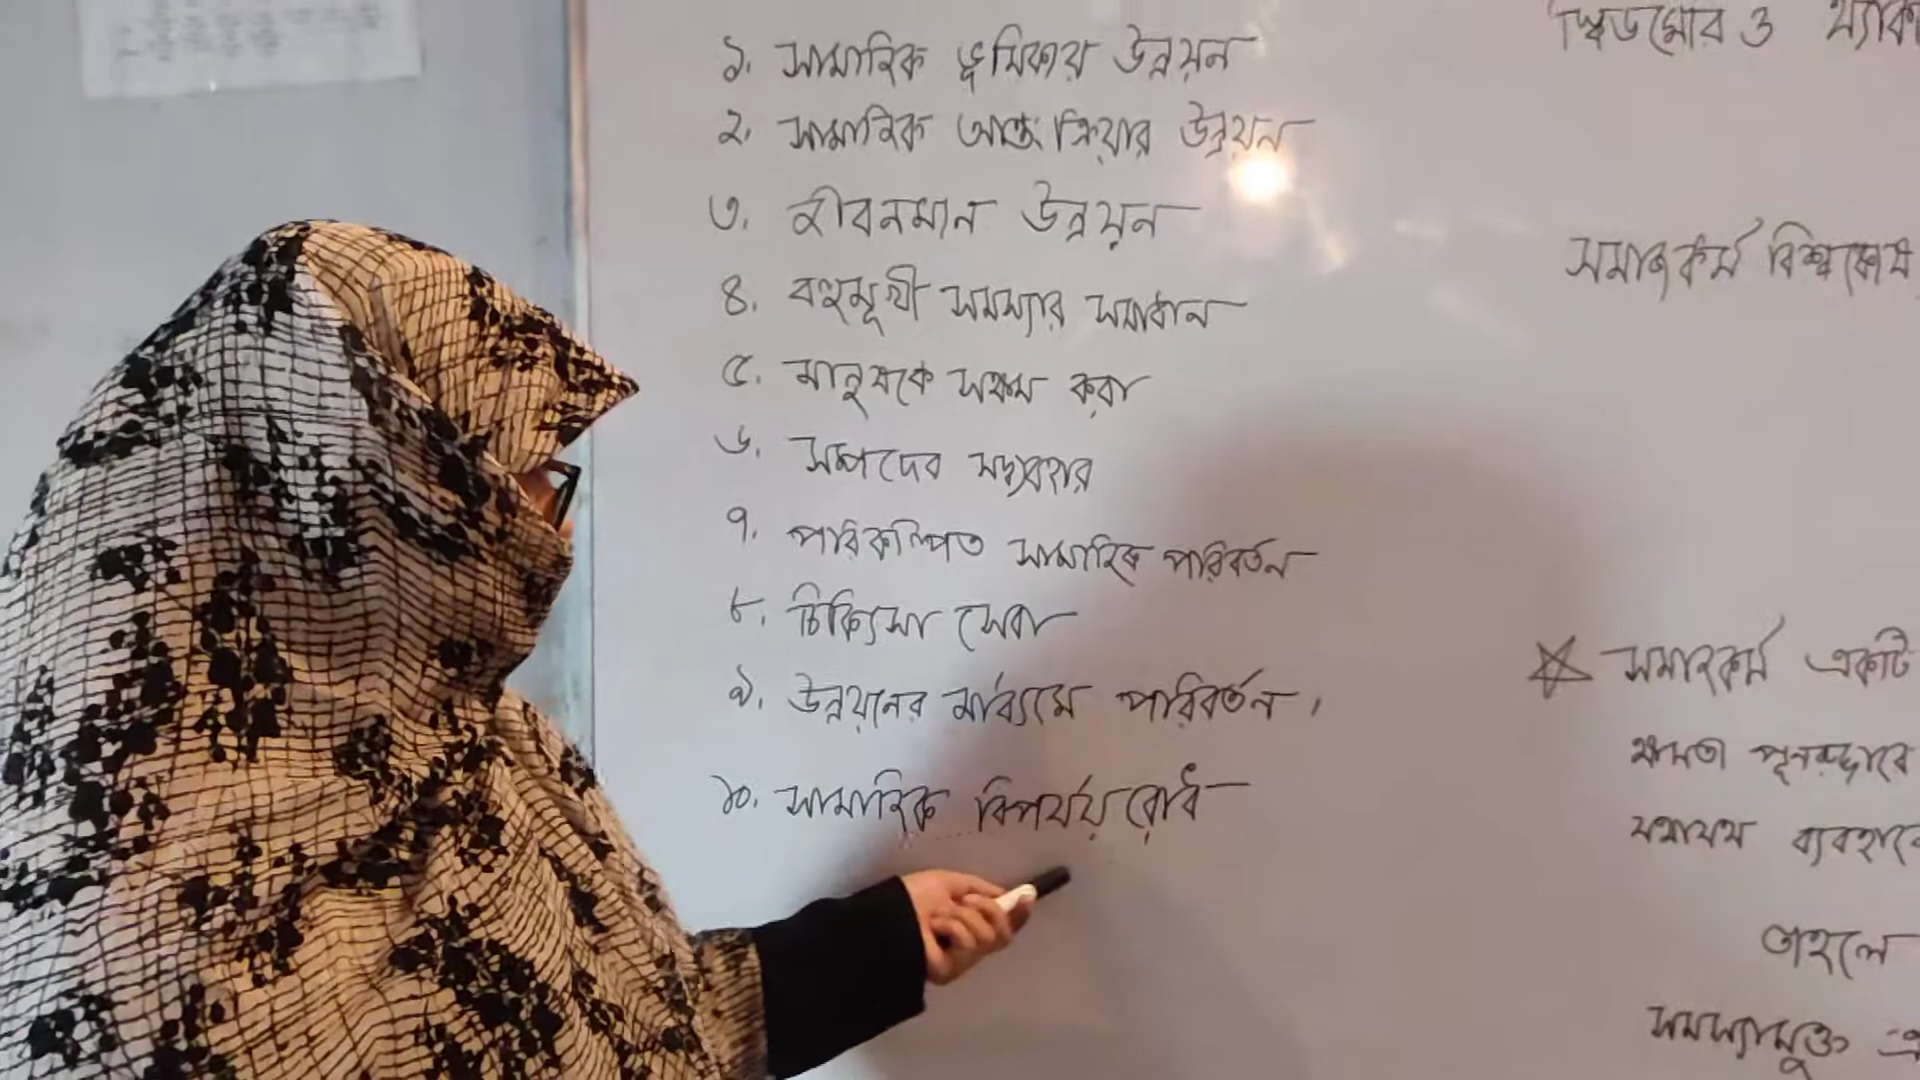 ১. সামাজিক ভূমিকায় উন্নয়ন
২. সামাজিক আন্তঃক্রিয়ার উন্নয়ন
৩. জীবনমান উন্নয়ন
৪. বহুমূখী সমস্যার সমাধান
৫. মানুষকে সক্ষম করা
৬. সম্পদের সদ্ব্যবহার
৭. পরিকল্পিত সামাজিক পরিবর্তন
৮. চিকিৎসা সেবা
৯. উন্নয়নের মাধ্যমে পরিবর্তন।
১০. সামাজিক বিপর্যয় রোধ
স্কিডমোর ও
সমাজকর্ম বিশ্বকোষ
সমাজকর্ম একটি
ক্ষমতা পূনরুদ্ধারে
যথাযথ
তাহলে
সমস্যামুক্ত